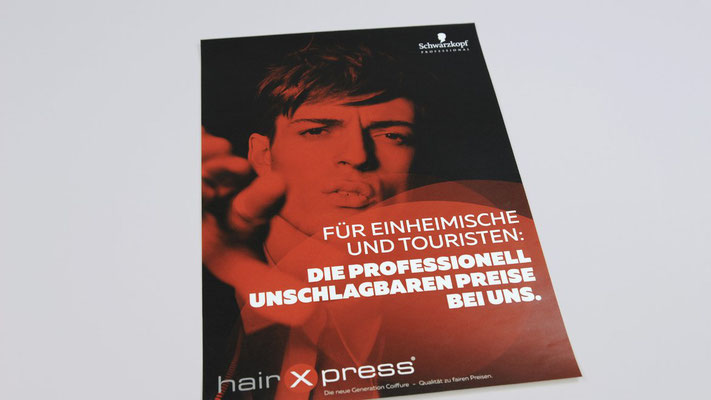 Schwarzkopf
PROFESSIONAL
FÜR EINHEIMISCHE
UND TOURISTEN:
DIE PROFESSIONELL
UNSCHLAGBAREN PREISE
BEI UNS.
hair X press®
Die neue Generation Coiffure – Qualität zu fairen Preisen.